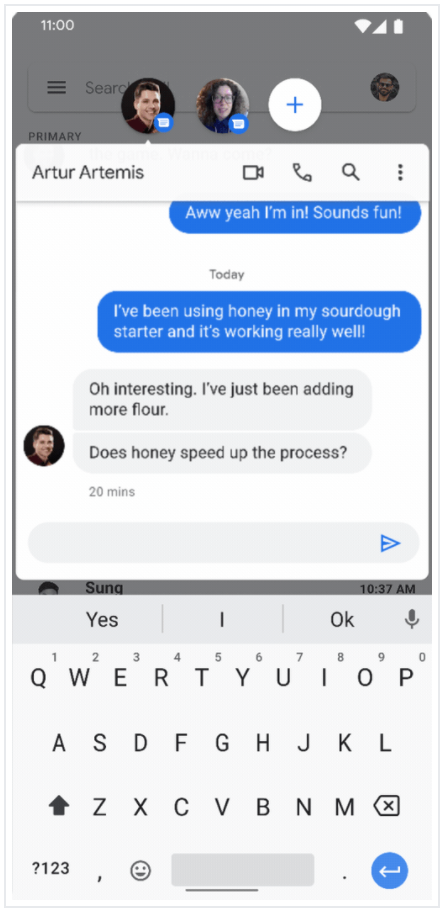 11:00
Search
PRIMARY
Artur Artemis
Aww yeah I'm in! Sounds fun!
Today
I've been using honey in my sourdough
starter and it's working really well!
Oh interesting. I've just been adding
more flour.
Does honey speed up the process?
20 mins
Sung
10:37 AM
Yes I Ok
1 2 3 4 5 6 7 8 9 0
Q W E R T Y U I O P
A S D F G H J K L
Z X C V B N M
?123 , .